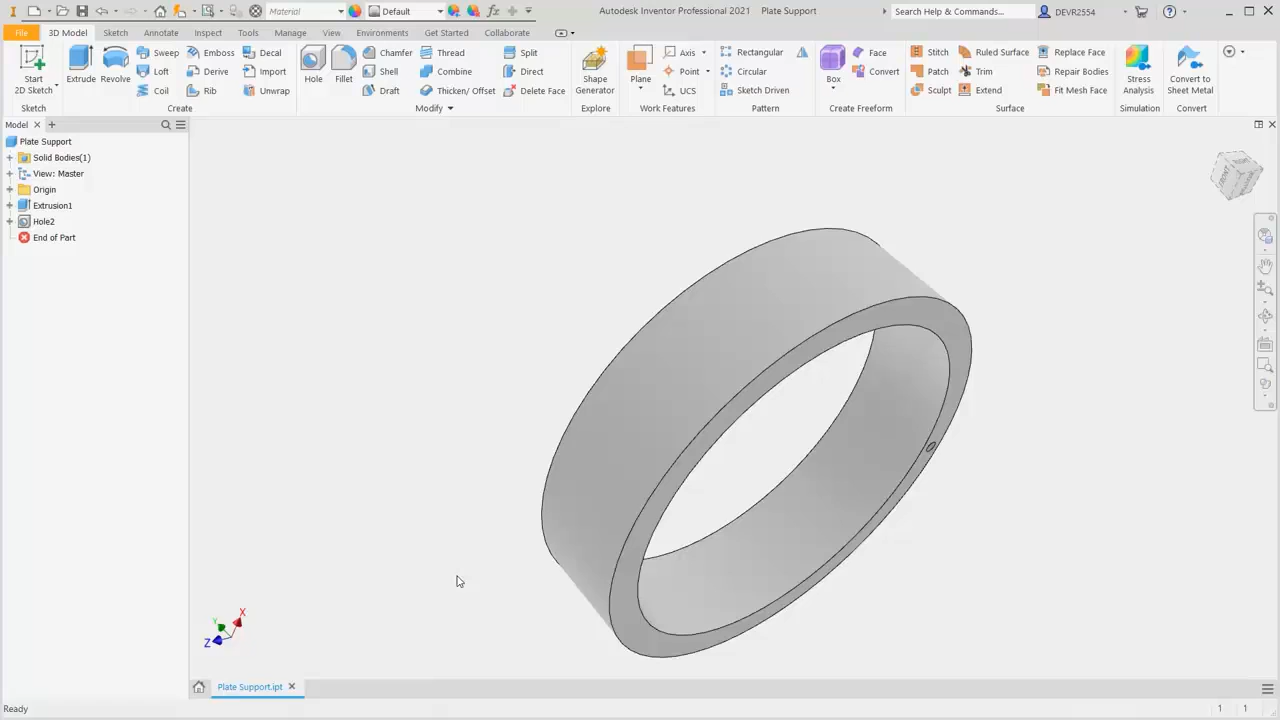 Material
Default
Autodesk Inventor Professional 2021 Plate Support
Search Help & Commands...
DEVR2554
File
3D Model
Sketch
Annotate
Inspect
Tools
Manage
View
Environments
Get Started
Collaborate
Start
2D Sketch
Extrude
Revolve
Sweep
Loft
Coil
Emboss
Derive
Rib
Decal
Import
Unwrap
Hole
Fillet
Chamfer
Shell
Draft
Thread
Combine
Thicken/ Offset
Split
Direct
Delete Face
Shape
Generator
Plane
Axis
Point
UCS
Rectangular
Circular
Sketch Driven
Box
Face
Convert
Stitch
Patch
Sculpt
Ruled Surface
Trim
Extend
Replace Face
Repair Bodies
Fit Mesh Face
Stress
Analysis
Convert to
Sheet Metal
Sketch
Create
Modify
Explore
Work Features
Pattern
Create Freeform
Surface
Simulation
Convert
Model
Plate Support
Solid Bodies(1)
View: Master
Origin
Extrusion1
Hole2
End of Part
X
Y
Z
Plate Support.ipt
Ready
1 1